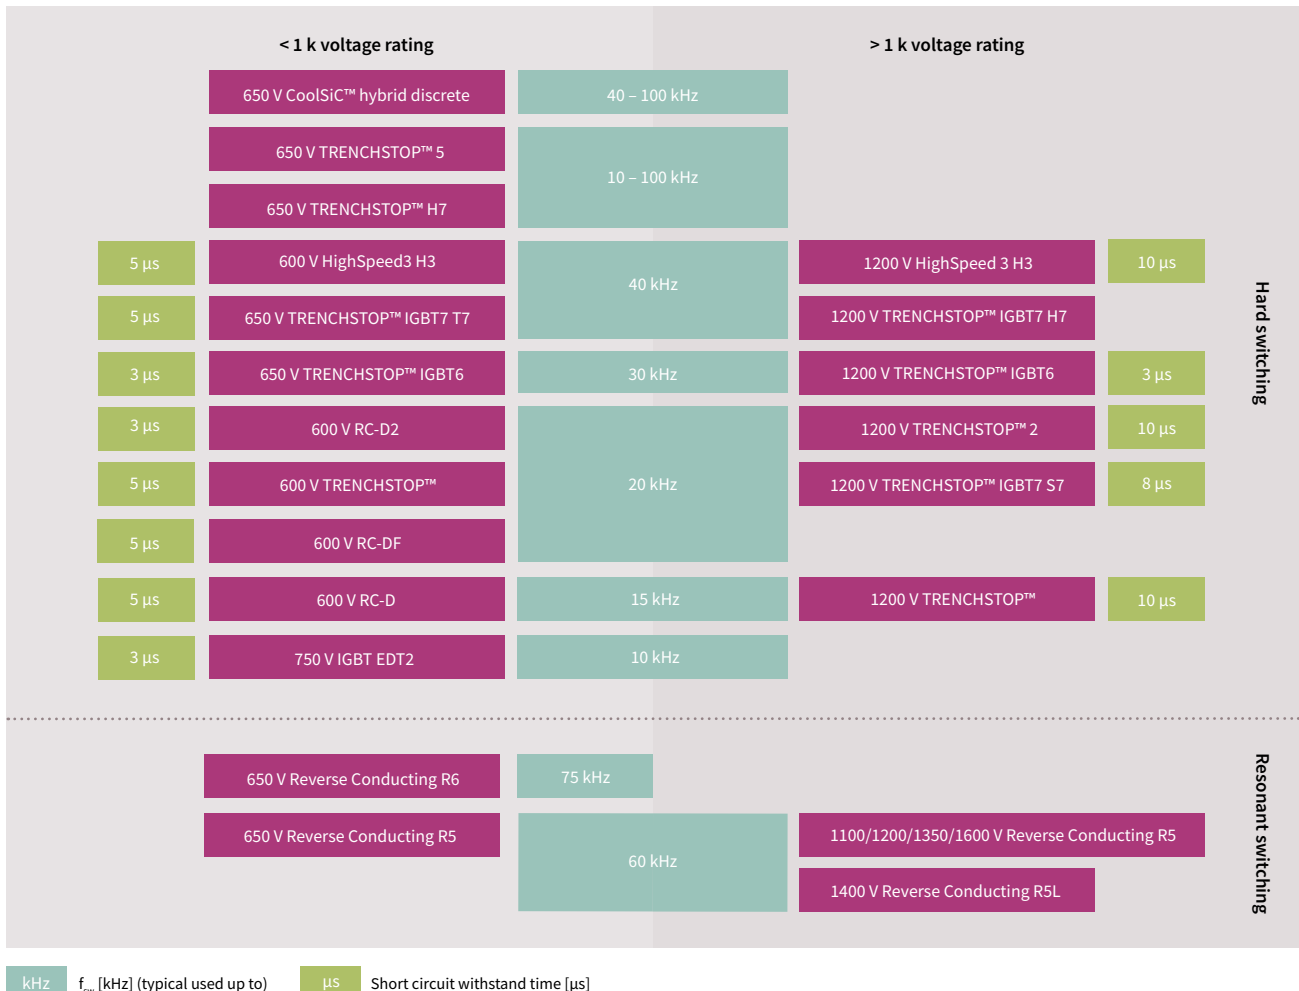 < 1 k voltage rating
> 1 k voltage rating
650 V CoolSiC™ hybrid discrete
40 – 100 kHz
650 V TRENCHSTOP™ 5
10 – 100 kHz
650 V TRENCHSTOP™ H7
5 µs
600 V HighSpeed3 H3
40 kHz
1200 V HighSpeed 3 H3
10 µs
5 µs
650 V TRENCHSTOP™ IGBT7 T7
1200 V TRENCHSTOP™ IGBT7 H7
3 µs
650 V TRENCHSTOP™ IGBT6
30 kHz
1200 V TRENCHSTOP™ IGBT6
3 µs
3 µs
600 V RC-D2
20 kHz
1200 V TRENCHSTOP™ 2
10 µs
5 µs
600 V TRENCHSTOP™
1200 V TRENCHSTOP™ IGBT7 S7
8 µs
5 µs
600 V RC-DF
5 µs
600 V RC-D
15 kHz
1200 V TRENCHSTOP™
10 µs
3 µs
750 V IGBT EDT2
10 kHz
Hard switching
650 V Reverse Conducting R6
75 kHz
650 V Reverse Conducting R5
60 kHz
1100/1200/1350/1600 V Reverse Conducting R5
1400 V Reverse Conducting R5L
Resonant switching
kHz
f_sw [kHz] (typical used up to)
µs
Short circuit withstand time [µs]